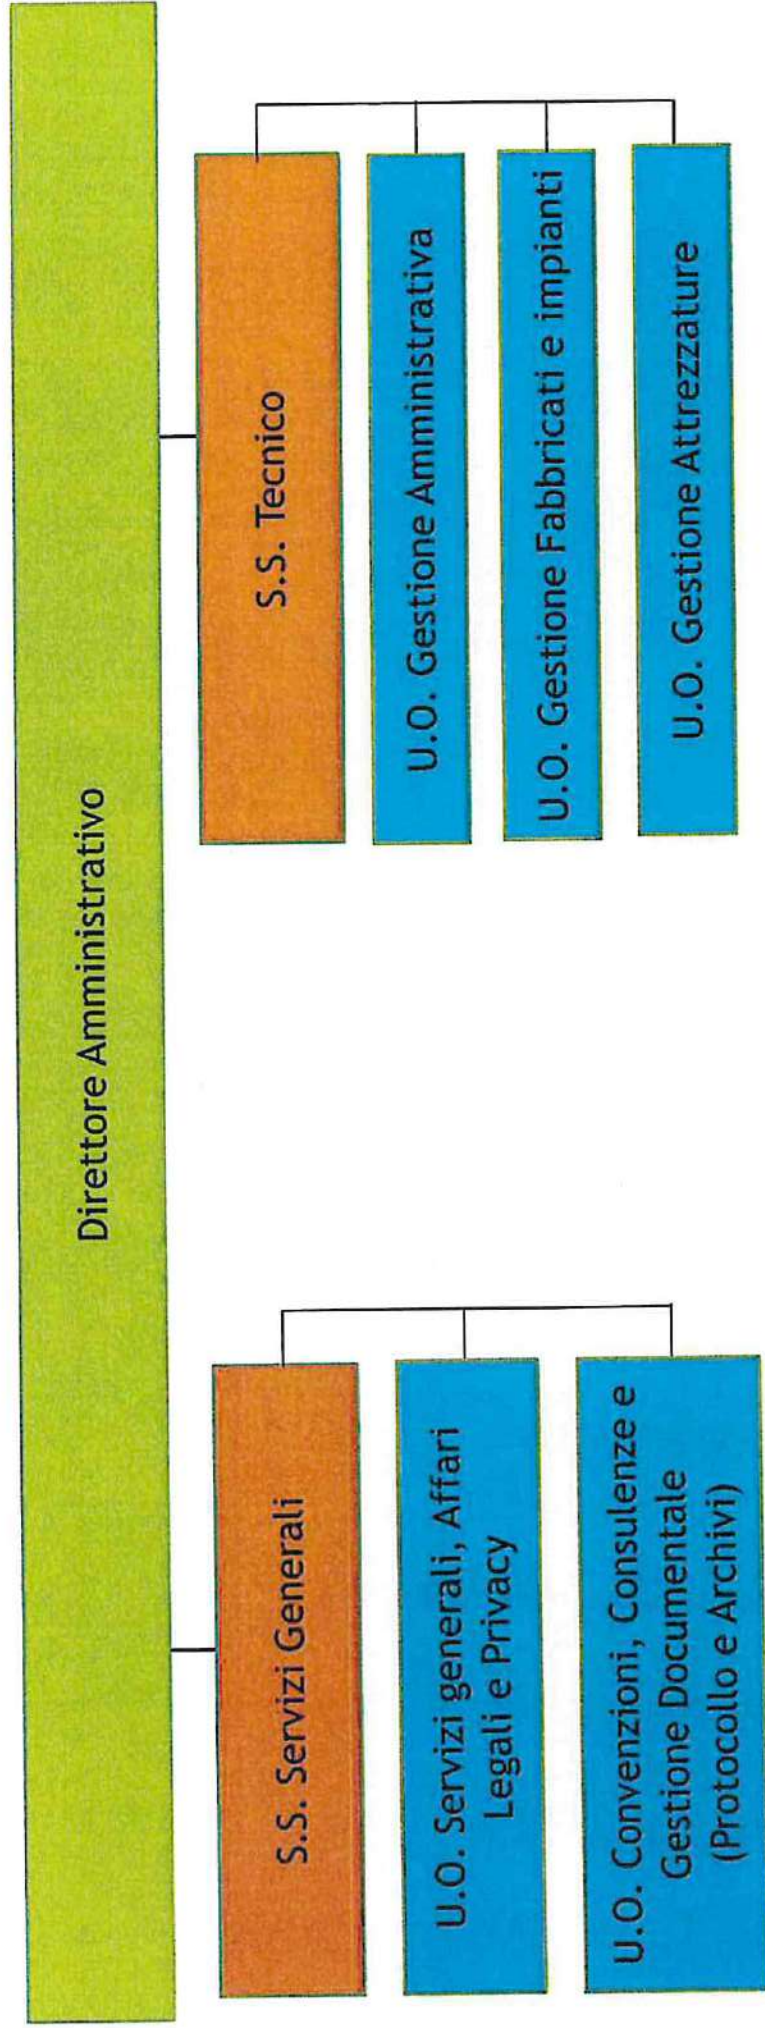 Direttore Amministrativo
S.S. Servizi Generali
U.O. Servizi generali, Affari
Legali e Privacy
U.O. Convenzioni, Consulenze e
Gestione Documentale
(Protocollo e Archivi)
S.S. Tecnico
U.O. Gestione Amministrativa
U.O. Gestione Fabbricati e impianti
U.O. Gestione Attrezzature